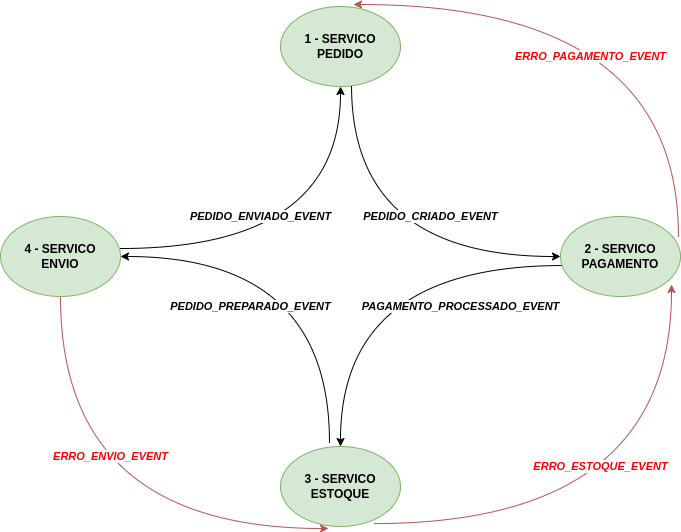 1 - SERVICO
PEDIDO
ERRO_PAGAMENTO_EVENT
PEDIDO_ENVIADO_EVENT
PEDIDO_CRIADO_EVENT
4 - SERVICO
ENVIO
2 - SERVICO
PAGAMENTO
PEDIDO_PREPARADO_EVENT
PAGAMENTO_PROCESSADO_EVENT
ERRO_ENVIO_EVENT
ERRO_ESTOQUE_EVENT
3 - SERVICO
ESTOQUE